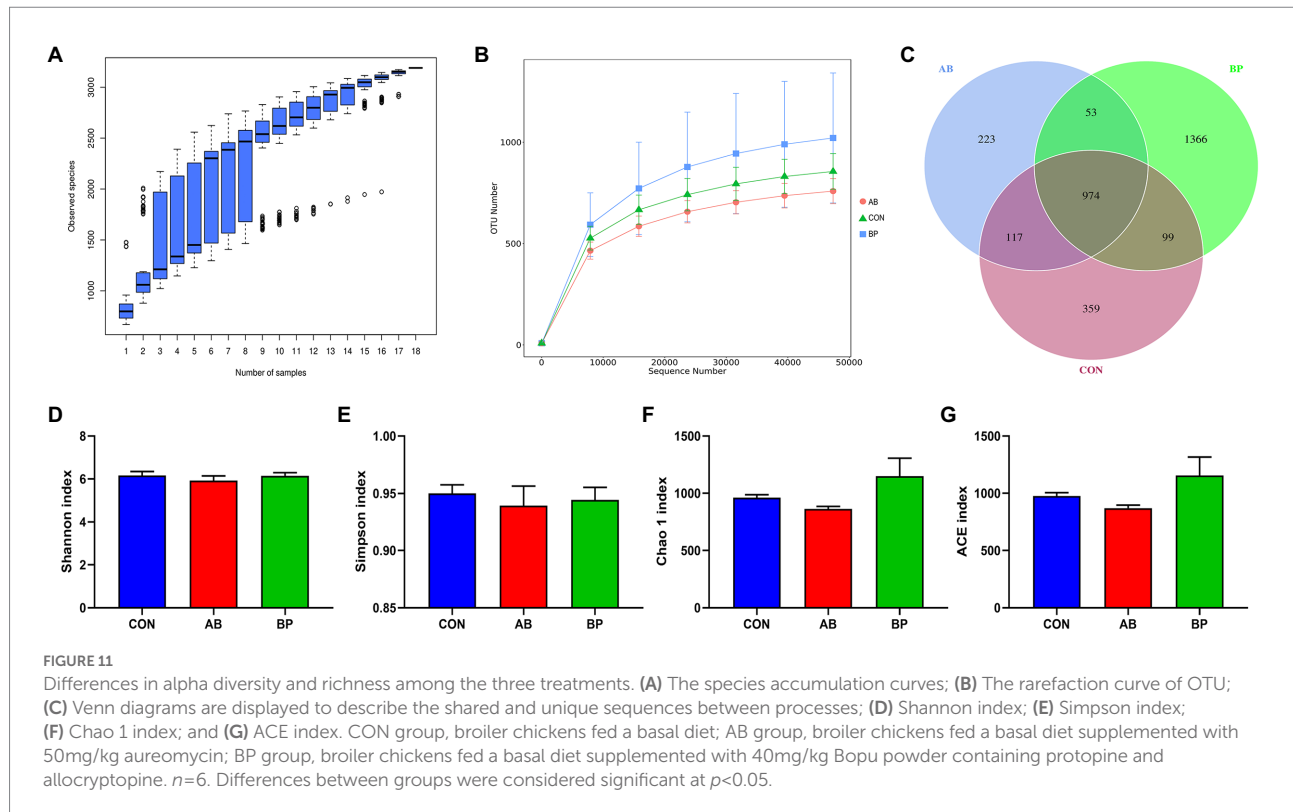 A
Observed species
3000
2500
20000
1500
1000
1 2 3 4 5 6 7 8 9 10 11 12 13 14 15 16 17 18
Number of samples
B
OTU Number
1000
500
0
0 10000 20000 30000 40000 50000
Sequence Number
AB
CON
BP
C
AB
BP
53
223
1366
974
117
99
359
CON
D
Shannon index
8
6
4
2
0
CON AB BP
E
Simpson index
1.00
0.95
0.90
0.85
CON AB BP
F
Chao 1 index
1500
1000
500
0
CON AB BP
G
ACE index
1500
1000
500
0
CON AB BP
FIGURE 11
Differences in alpha diversity and richness among the three treatments. (A) The species accumulation curves; (B) The rarefaction curve of OTU;
(C) Venn diagrams are displayed to describe the shared and unique sequences between processes; (D) Shannon index; (E) Simpson index;
(F) Chao 1 index; and (G) ACE index. CON group, broiler chickens fed a basal diet; AB group, broiler chickens fed a basal diet supplemented with
50mg/kg aureomycin; BP group, broiler chickens fed a basal diet supplemented with 40mg/kg Bopu powder containing protopine and
allocryptopine. n=6. Differences between groups were considered significant at p<0.05.